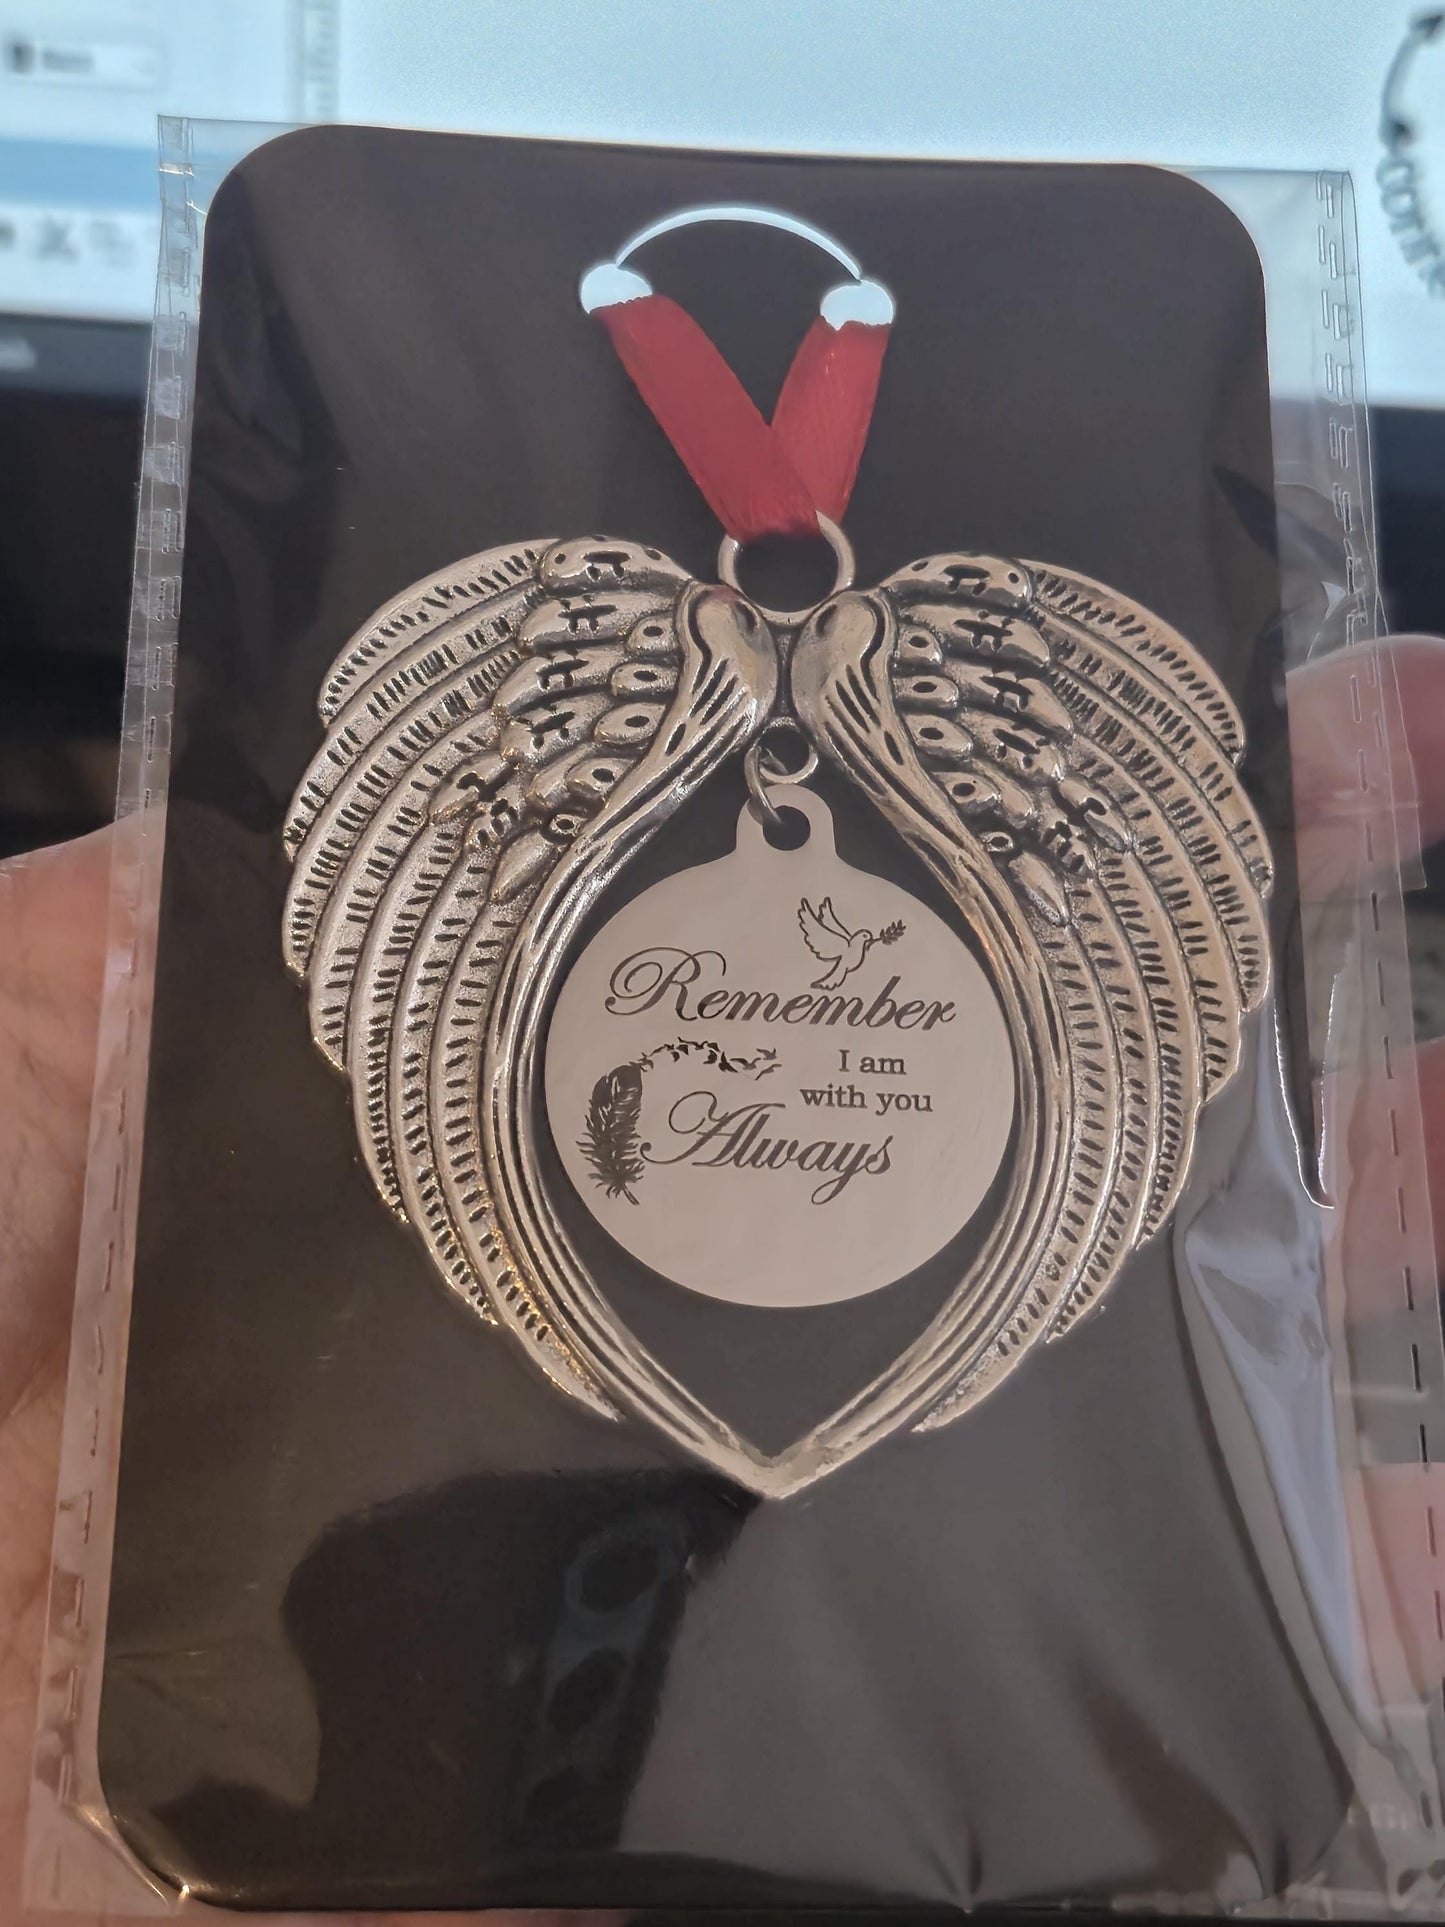 Remember
I am
with you
Always